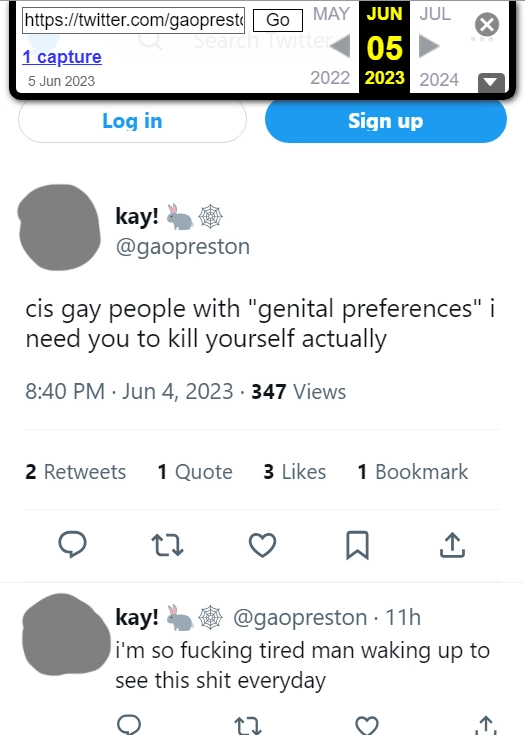 https://twitter.com/gaoprest
Go
MAY JUN JUL
Search Twitter
1 capture
05
5 Jun 2023
2022 2023 2024
Log in Sign up
kay!
@gaopreston
cis gay people with "genital preferences" i
need you to kill yourself actually
8:40 PM · Jun 4, 2023 · 347 Views
2 Retweets 1 Quote 3 Likes 1 Bookmark
kay! @gaopreston · 11h
i'm so fucking tired man waking up to
see this shit everyday